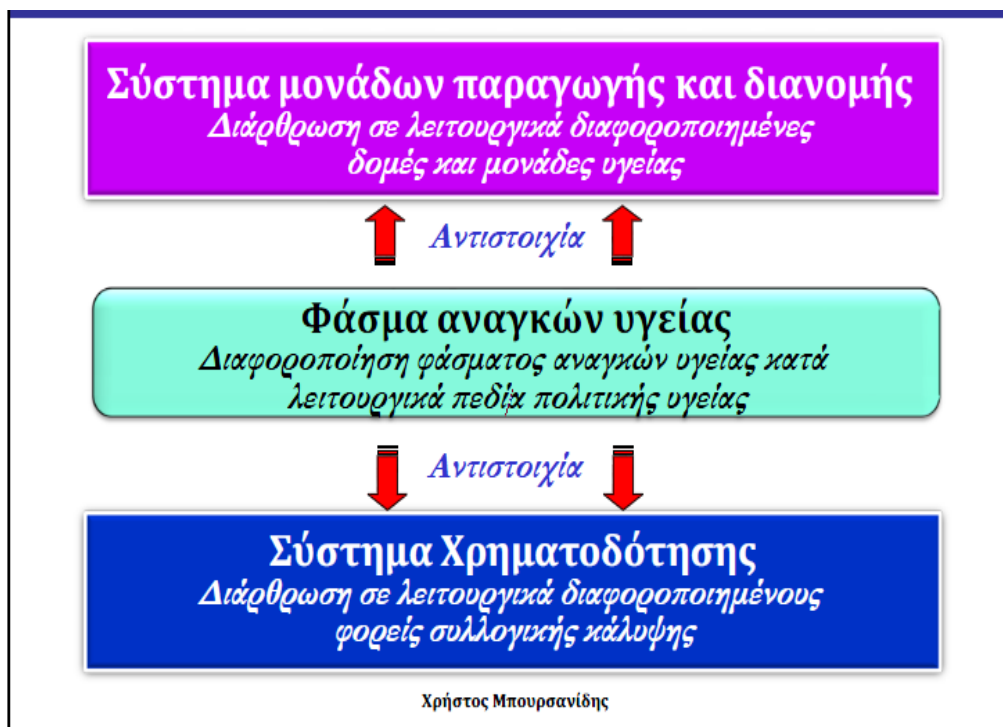 Σύστημα μονάδων παραγωγής και διανομής
Διάρθρωση σε λειτουργικά διαφοροποιημένες
δομές και μονάδες υγείας
Αντιστοιχία
Φάσμα αναγκών υγείας
Διαφοροποίηση φάσματος αναγκών υγείας κατά
λειτουργικά πεδία πολιτικής υγείας
Αντιστοιχία
Σύστημα Χρηματοδότησης
Διάρθρωση σε λειτουργικά διαφοροποιημένους
φορείς συλλογικής κάλυψης
Χρήστος Μπουρσανίδης